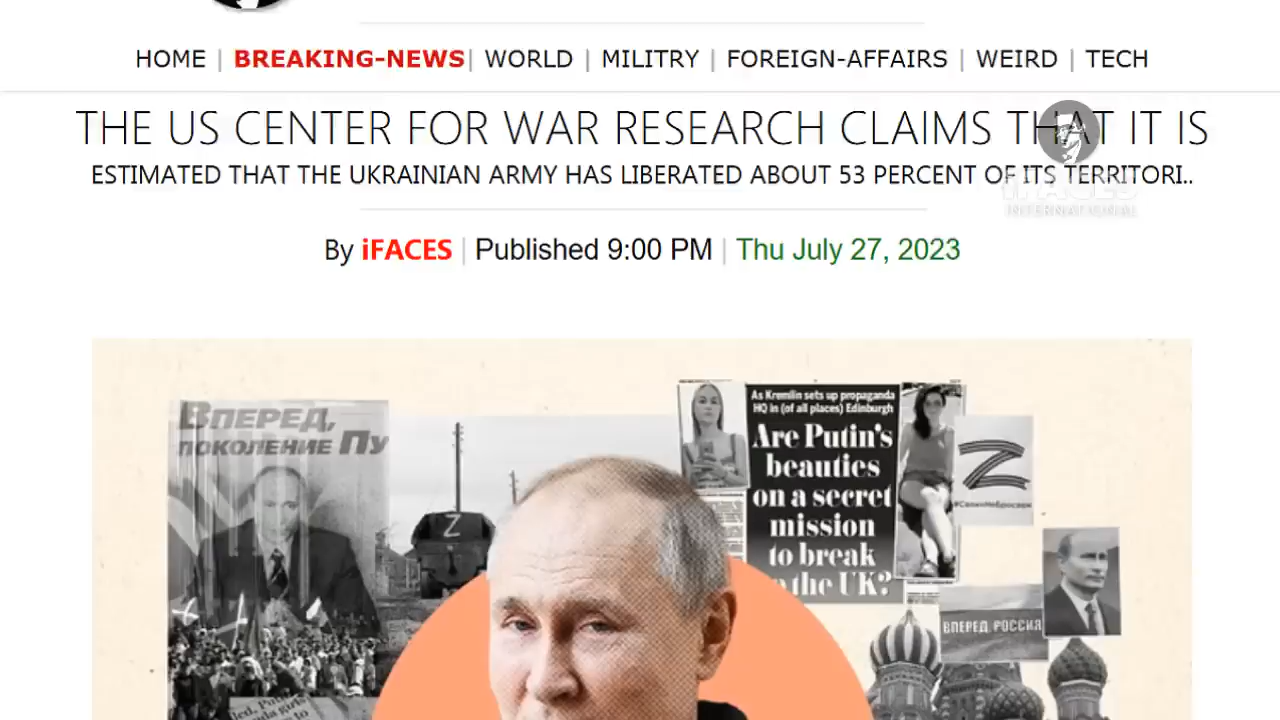 HOME | BREAKING-NEWS| WORLD | MILITRY | FOREIGN-AFFAIRS | WEIRD | TECH
THE US CENTER FOR WAR RESEARCH CLAIMS THAT IT IS
ESTIMATED THAT THE UKRAINIAN ARMY HAS LIBERATED ABOUT 53 PERCENT OF ITS TERRITORI..
iFACES
INTERNATIONAL
By iFACES | Published 9:00 PM | Thu July 27, 2023
ВПЕРЕД,
ПОКОЛЕНИЕ ПУ
Z
As Kremlin sets up propaganda
HQ in (of all places) Edinburgh
Are Putin's
beauties
on a secret
mission
to break
the UK?
Z
#СвоихНеБросаем
ВПЕРЕД, РОССИЯ